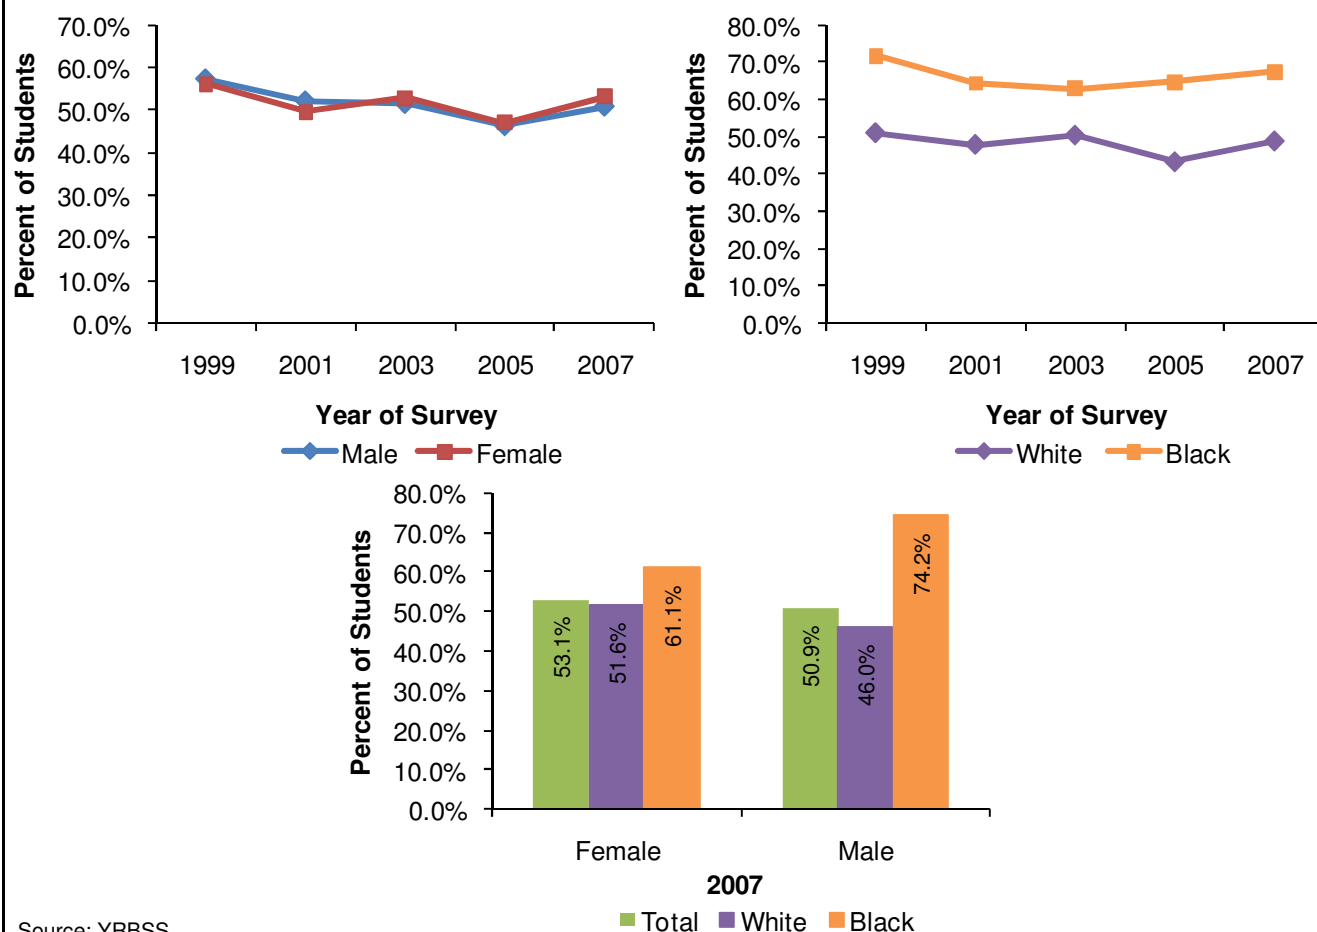 70.0%
60.0%
50.0%
40.0%
30.0%
20.0%
10.0%
0.0%
Percent of Students
1999 2001 2003 2005 2007
Year of Survey
Male Female
80.0%
70.0%
60.0%
50.0%
40.0%
30.0%
20.0%
10.0%
0.0%
Percent of Students
1999 2001 2003 2005 2007
Year of Survey
White Black
80.0%
70.0%
60.0%
50.0%
40.0%
30.0%
20.0%
10.0%
0.0%
Percent of Students
53.1% 51.6% 61.1% 50.9% 46.0% 74.2%
Female Male
2007
Total White Black
Source: YRBSS